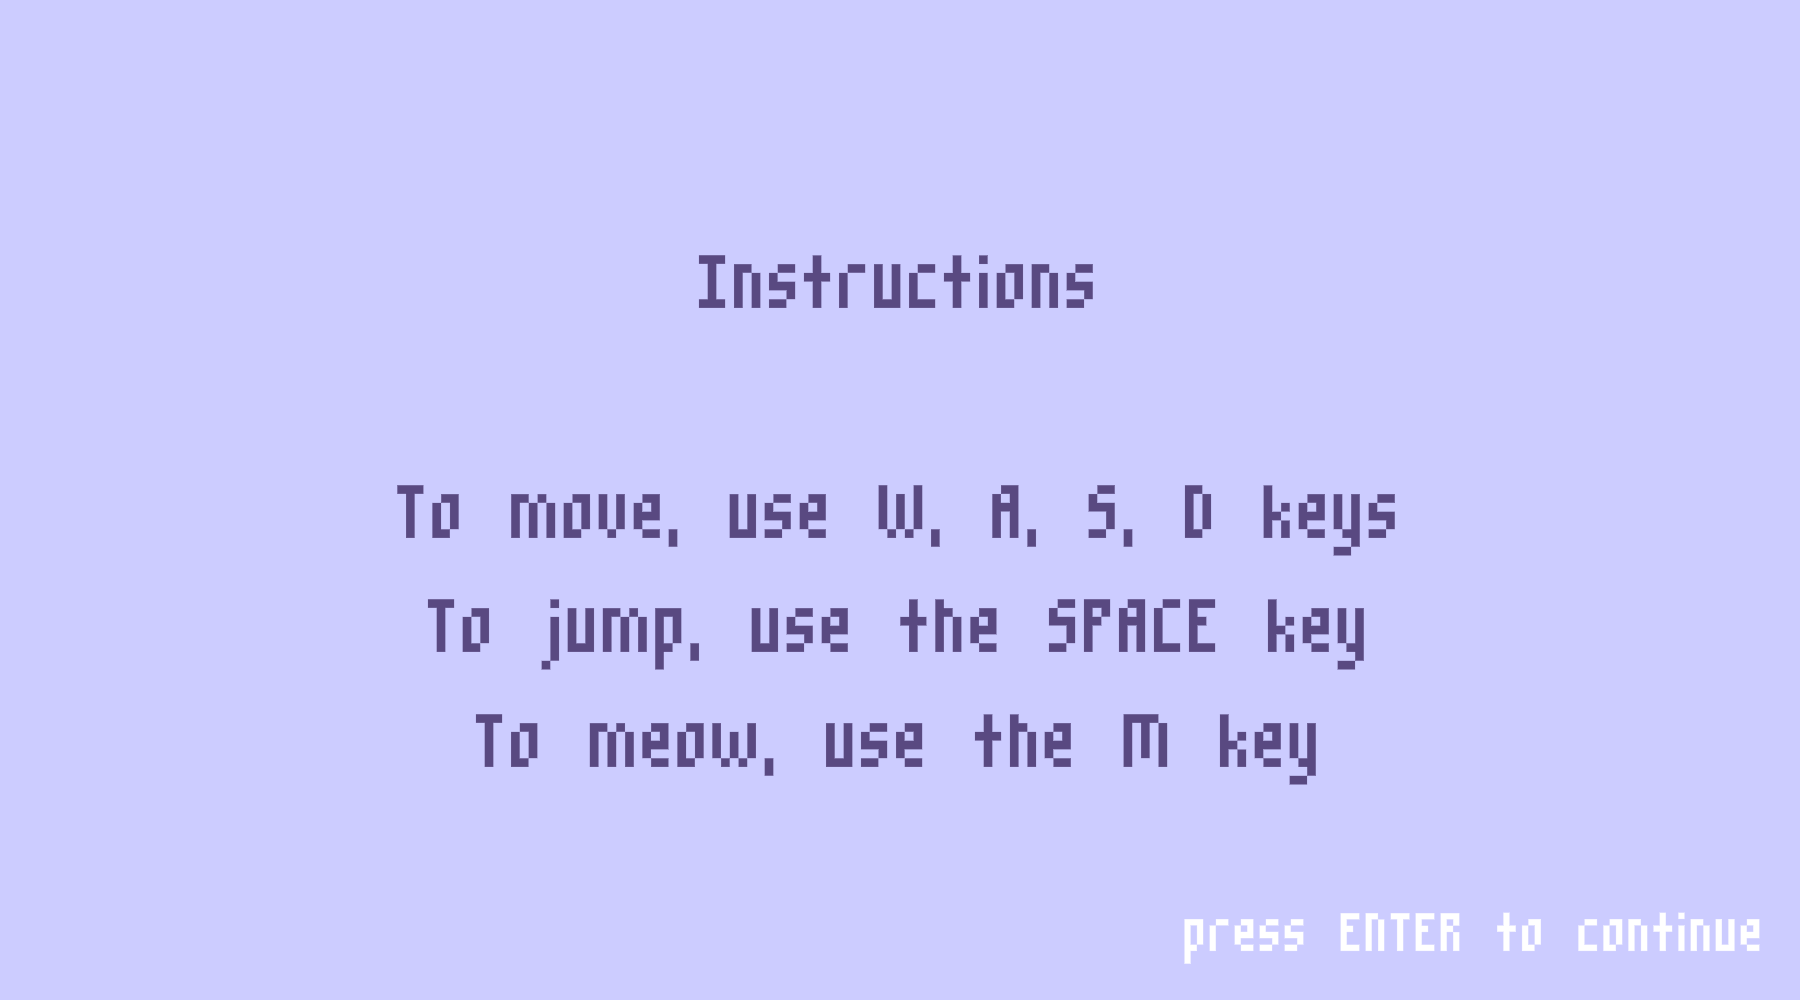 Instructions
To move, use W, A, S, D keys
To jump, use the SPACE key
To meow, use the M key
press ENTER to continue